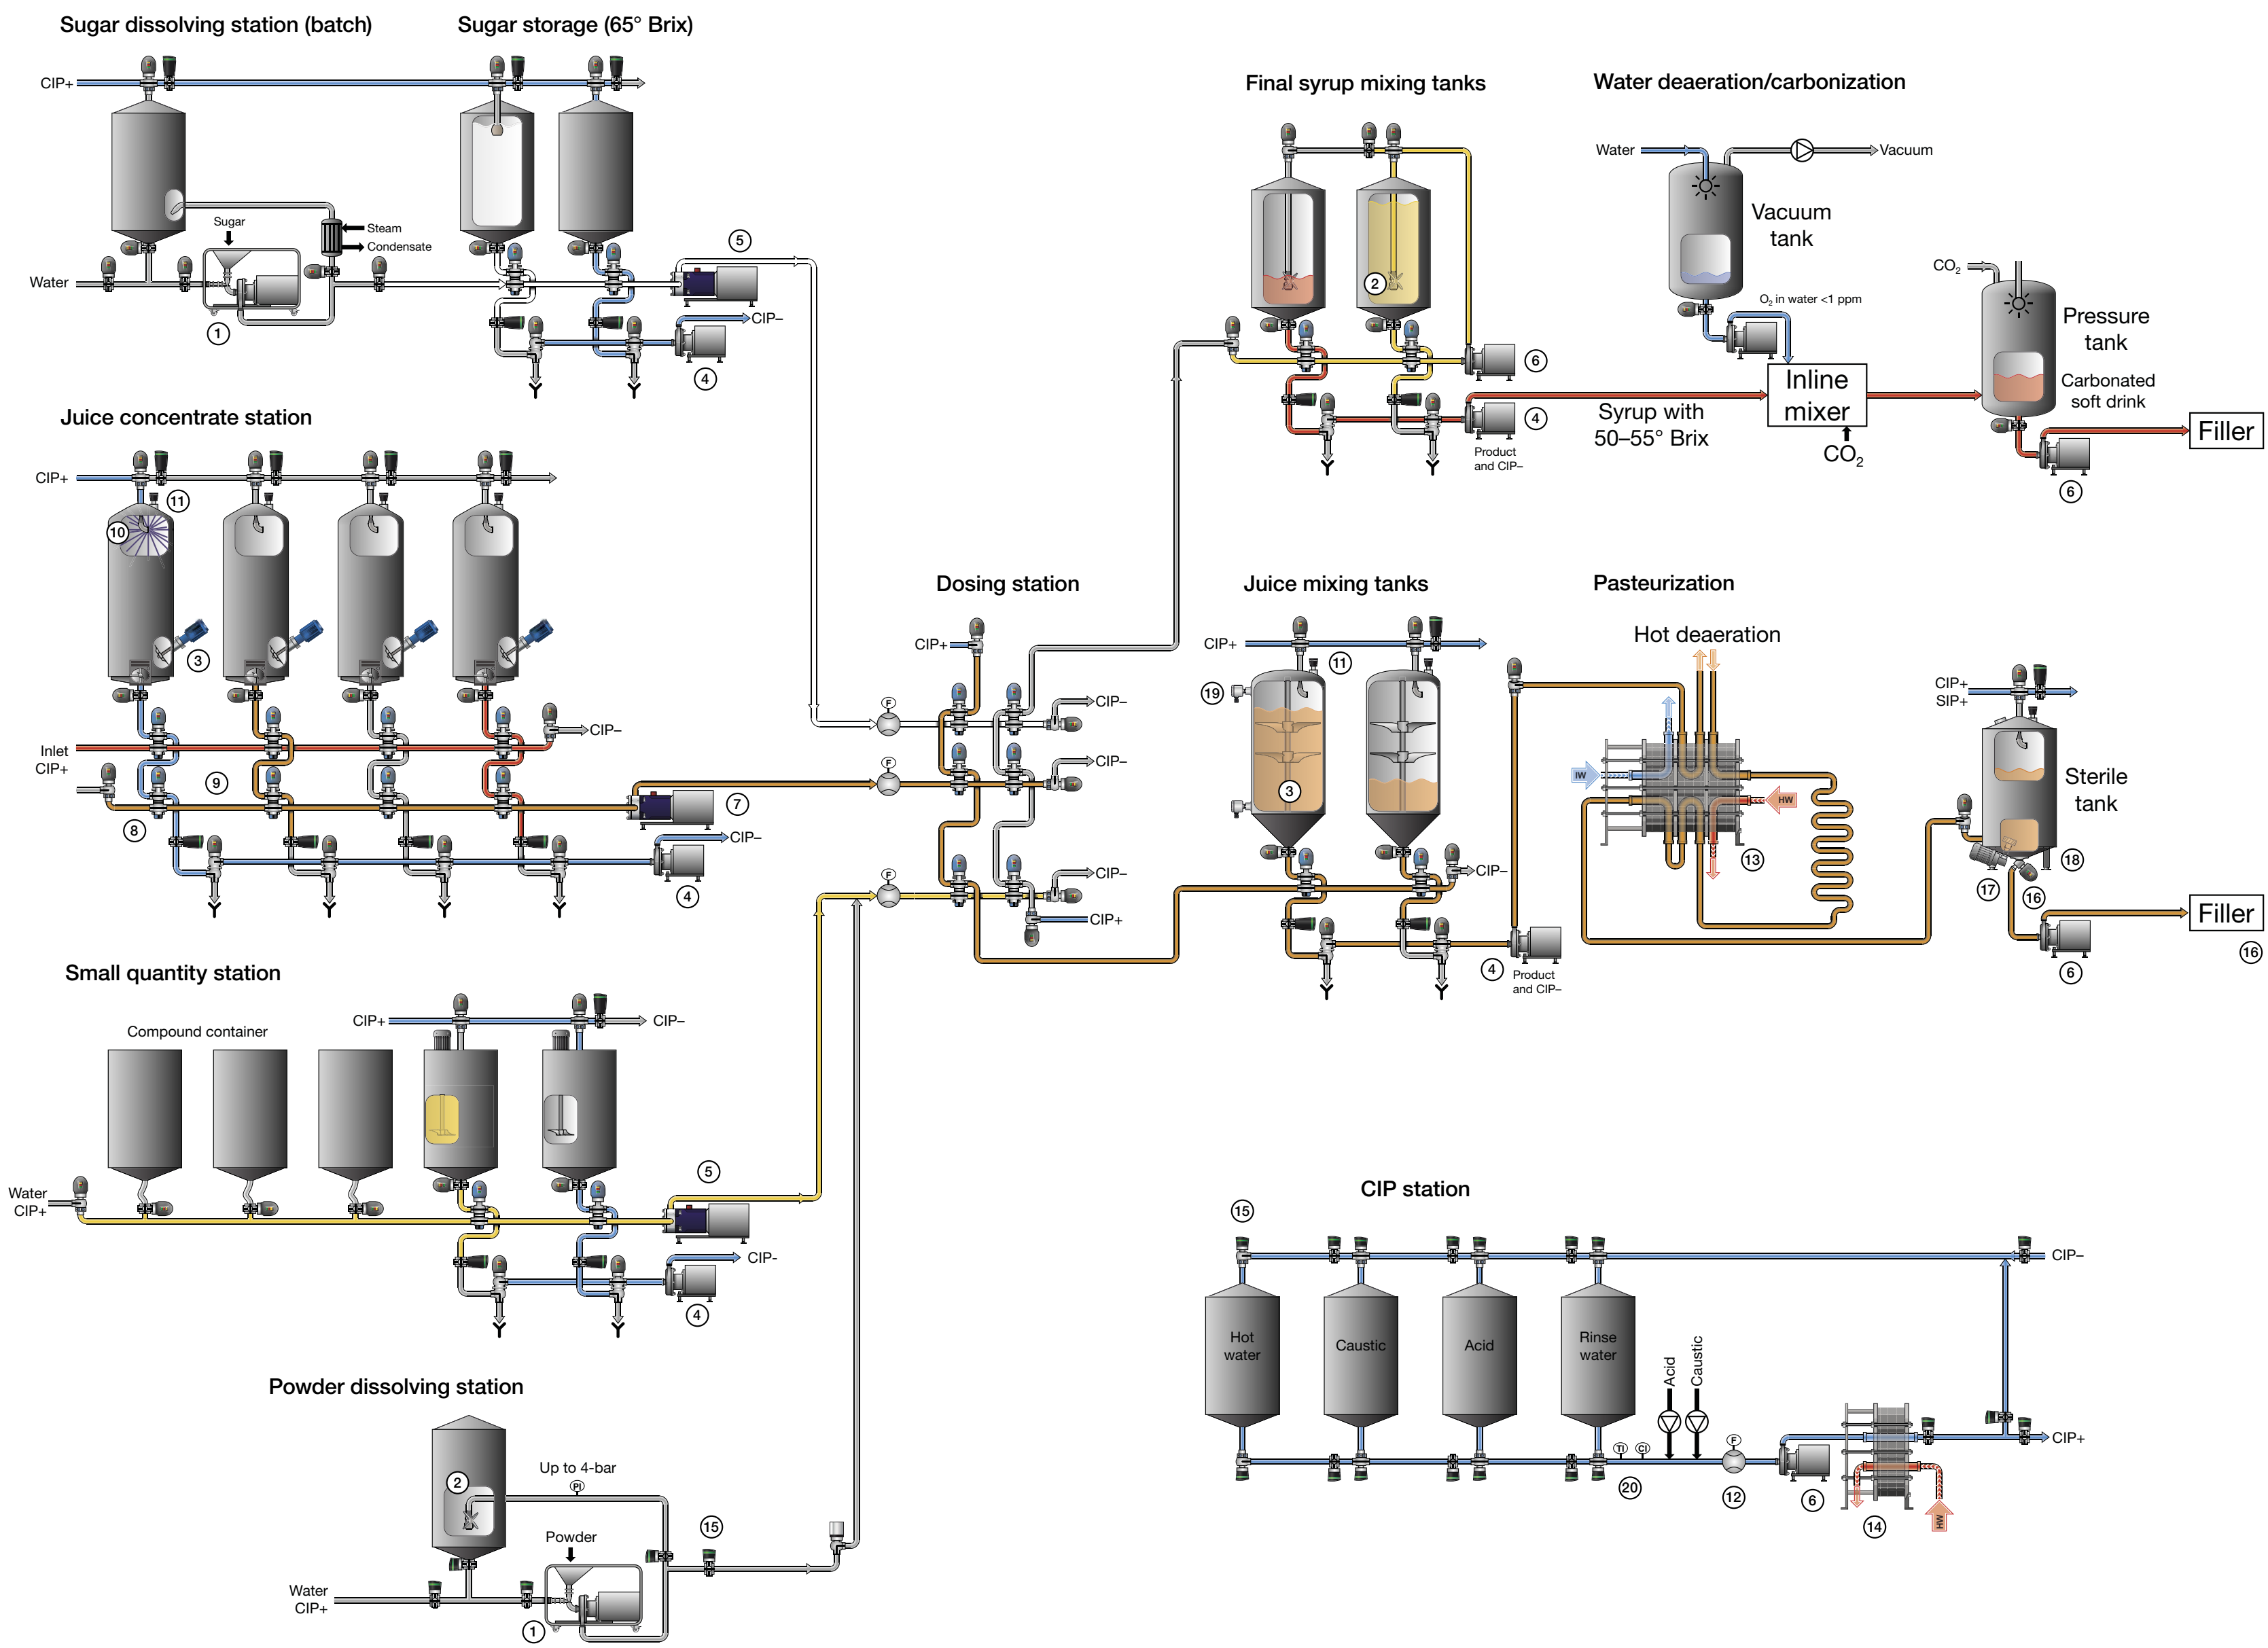 Sugar dissolving station (batch)
Sugar storage (65° Brix)
CIP+
Sugar
Steam
Condensate
Water
1
5
CIP–
4
Juice concentrate station
CIP+
11
10
3
Inlet
CIP+
CIP–
9
8
7
CIP–
4
Small quantity station
Compound container
CIP+
CIP–
Water
CIP+
5
CIP-
4
Powder dissolving station
2
Up to 4-bar
PI
Powder
15
Water
CIP+
1
Dosing station
CIP+
F
CIP–
F
CIP–
F
CIP–
CIP+
Final syrup mixing tanks
2
6
4
Product
and CIP–
Syrup with
50–55° Brix
Water deaeration/carbonization
Water
Vacuum
Vacuum
tank
O2 in water <1 ppm
CO2
Inline
mixer
CO2
Pressure
tank
Carbonated
soft drink
Filler
6
Juice mixing tanks
CIP+
11
19
3
CIP–
4
Product
and CIP–
Pasteurization
Hot deaeration
IW
HW
13
CIP+
SIP+
Sterile
tank
18
17
16
Filler
16
6
CIP station
15
CIP–
Hot
water
Caustic
Acid
Rinse
water
Acid
Caustic
TI
CI
F
20
12
6
14
HW
CIP+